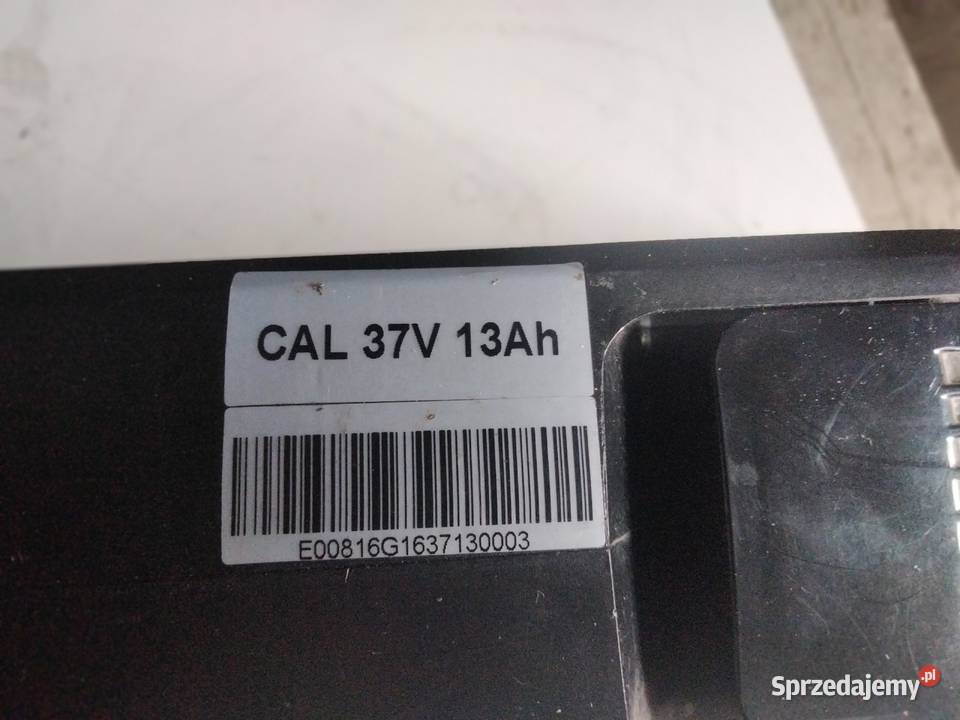 CAL 37V 13Ah
E00816G1637130003
Sprzedajemy.pl